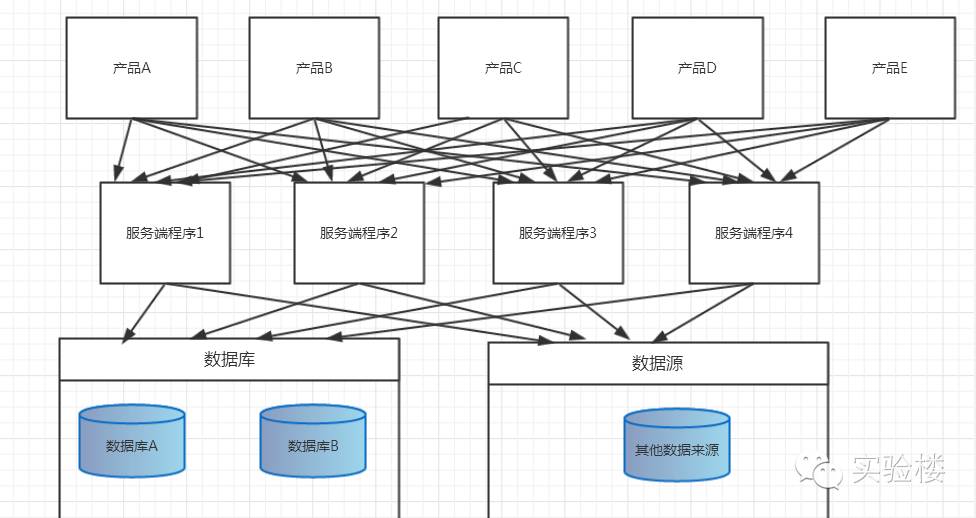 产品A
产品B
产品C
产品D
产品E
服务端程序1
服务端程序2
服务端程序3
服务端程序4
数据库
数据源
数据库A
数据库B
其他数据来源
实验楼